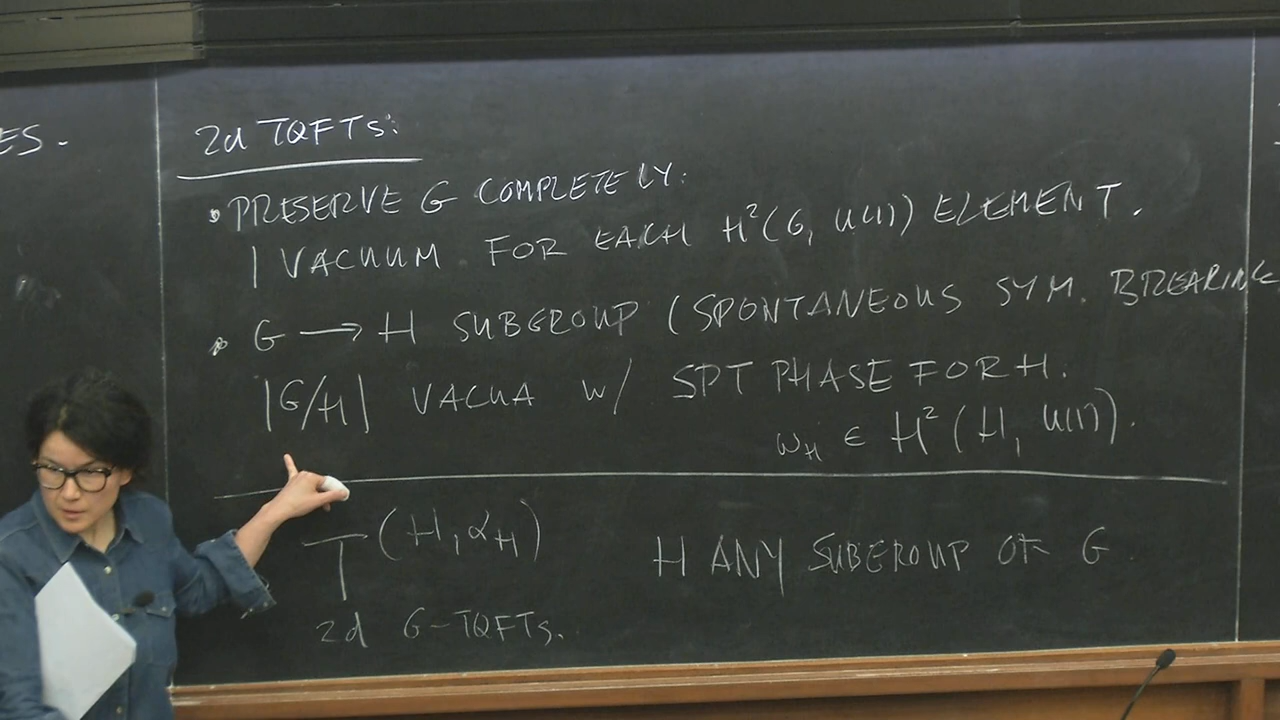 ES.
2d TQFTs:
• PRESERVE G COMPLETELY:
1 VACUUM FOR EACH H²(G, U(1)) ELEMENT.
• G ⟶ H SUBGROUP (SPONTANEOUS SYM. BREAKING
|G/H| VACUA W/ SPT PHASE FOR H.
ω_H ∈ H²(H, U(1)).
T^(H, α_H) H ANY SUBGROUP OF G.
2d G-TQFTs.